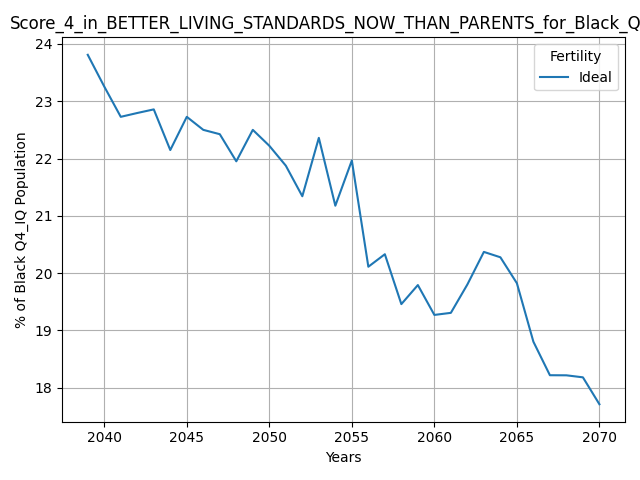 Score_4_in_BETTER_LIVING_STANDARDS_NOW_THAN_PARENTS_for_Black_Q
% of Black Q4_IQ Population
24
23
22
21
20
19
18
Fertility
Ideal
2040 2045 2050 2055 2060 2065 2070
Years